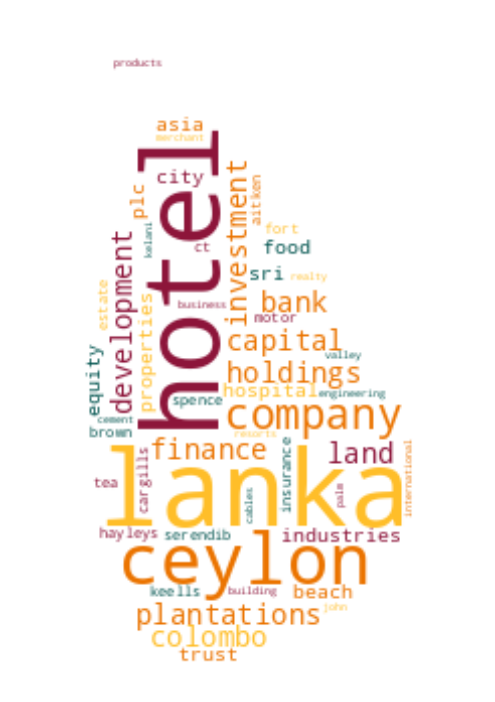 products
asia
merchant
city
hotel
plc
kelani
ct
investment
aitken
fort
food
sri
realty
development
estate
properties
business
bank
motor
capital
valley
equity
holdings
hospital
engineering
spence
cement
brown
company
resorts
finance
land
international
lanka
tea
cargills
insurance
cables
palm
hayleys
serendib
industries
ceylon
keells
building
beach
john
plantations
colombo
trust